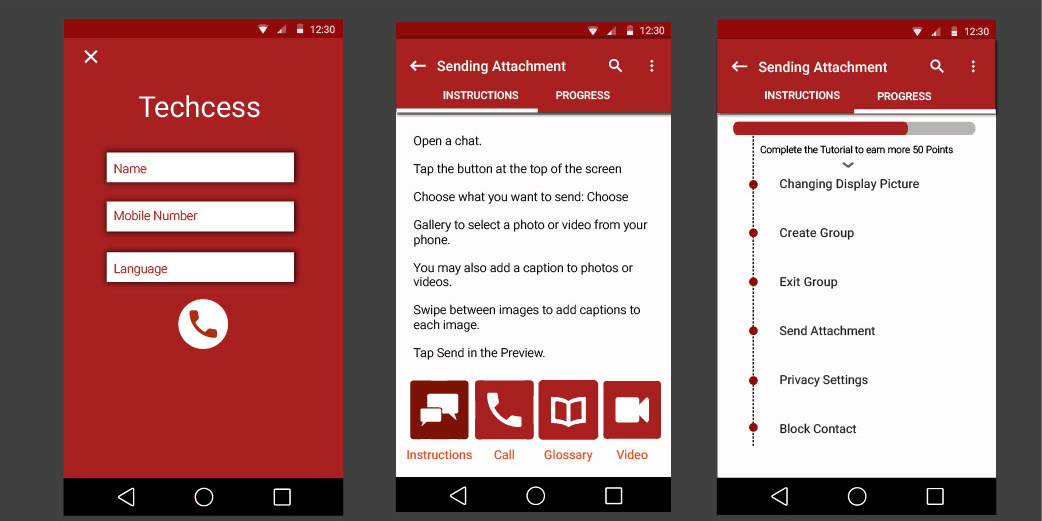 12:30
Techcess
Name
Mobile Number
Language
12:30
Sending Attachment
INSTRUCTIONS PROGRESS
Open a chat.
Tap the button at the top of the screen
Choose what you want to send: Choose
Gallery to select a photo or video from your
phone.
You may also add a caption to photos or
videos.
Swipe between images to add captions to
each image.
Tap Send in the Preview.
Instructions Call Glossary Video
12:30
Sending Attachment
INSTRUCTIONS PROGRESS
Complete the Tutorial to earn more 50 Points
Changing Display Picture
Create Group
Exit Group
Send Attachment
Privacy Settings
Block Contact